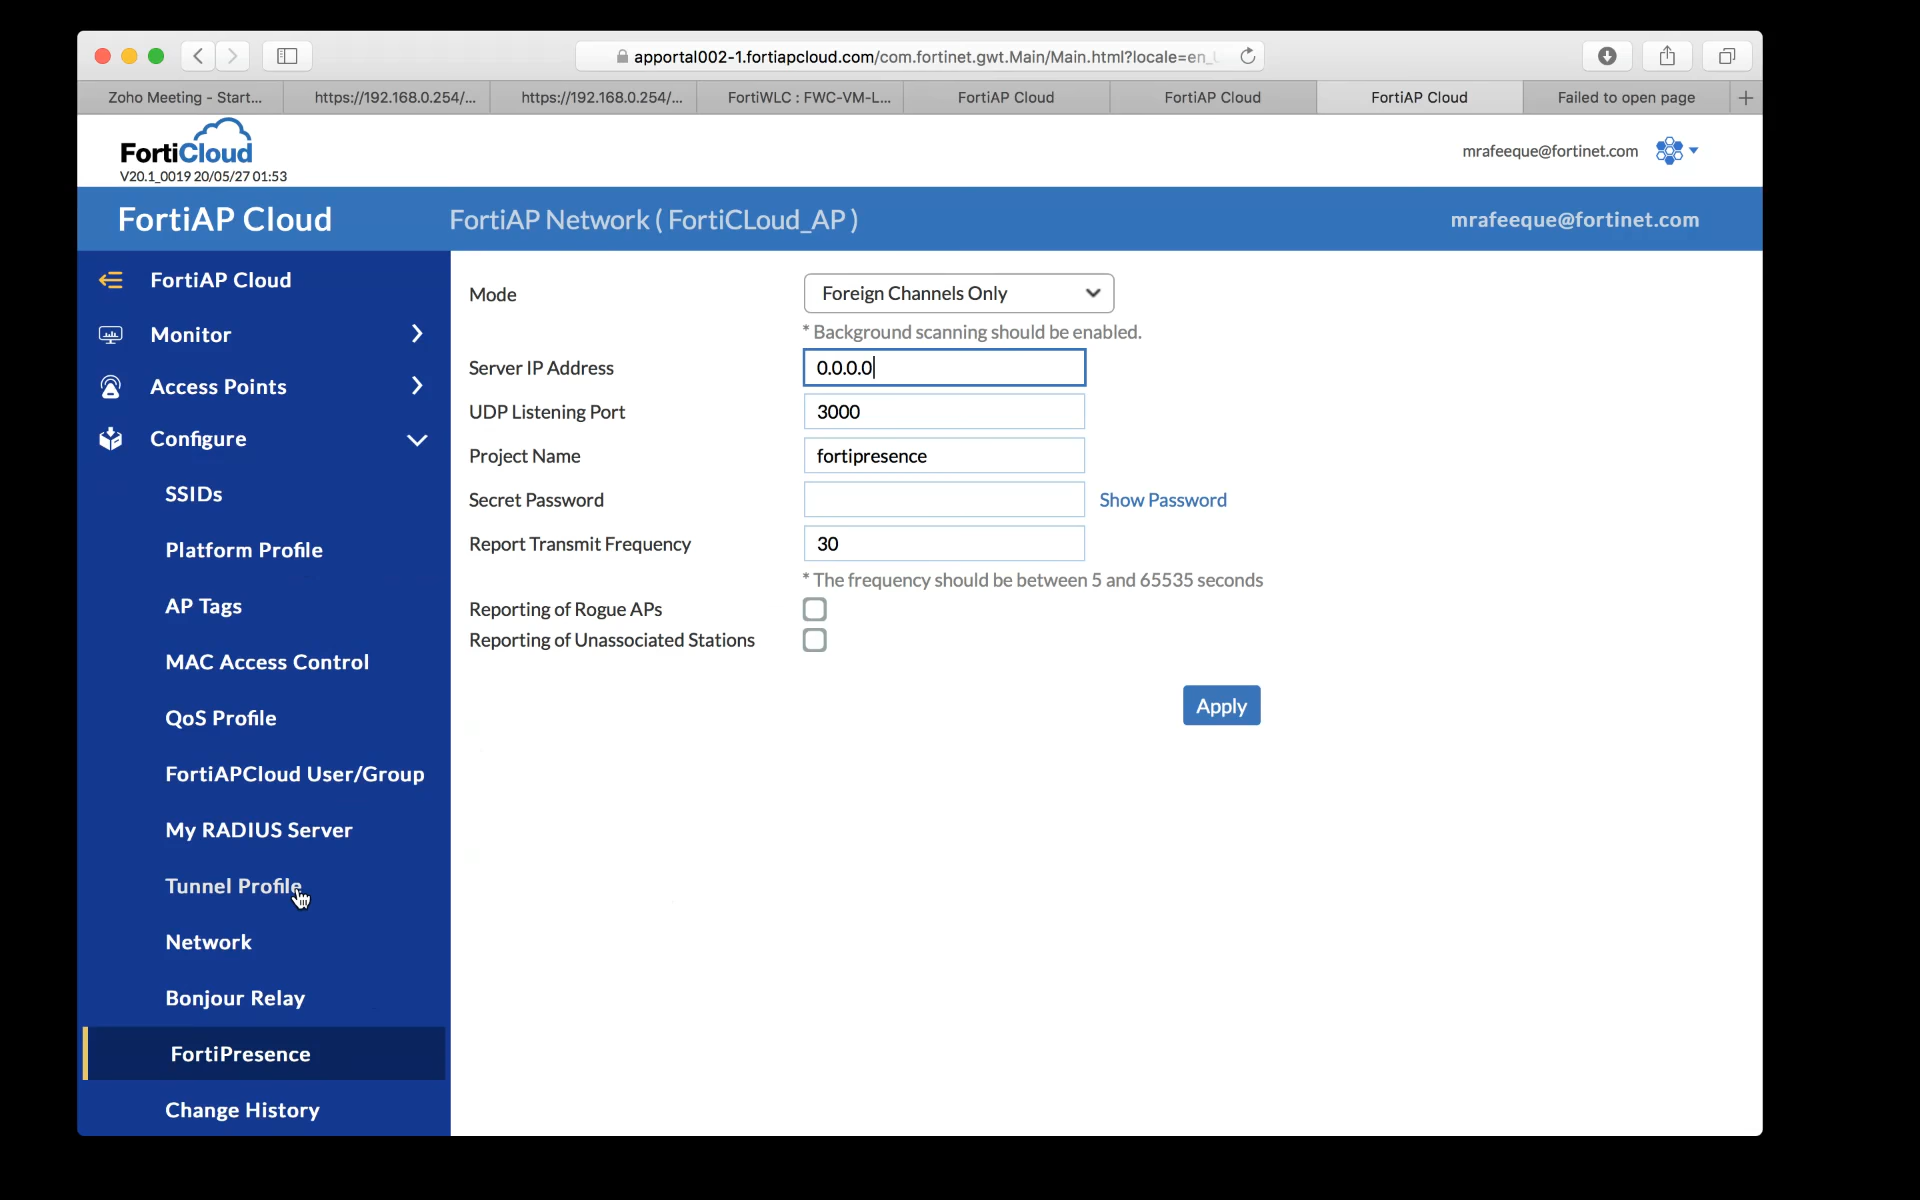 apportal002-1.fortiapcloud.com/com.fortinet.gwt.Main/Main.html?locale=en_
Zoho Meeting - Start...
https://192.168.0.254/...
https://192.168.0.254/...
FortiWLC : FWC-VM-L...
FortiAP Cloud
FortiAP Cloud
FortiAP Cloud
Failed to open page
FortiCloud
V20.1_0019 20/05/27 01:53
mrafeeque@fortinet.com
FortiAP Cloud
FortiAP Network ( FortiCLoud_AP )
mrafeeque@fortinet.com
FortiAP Cloud
Monitor
Access Points
Configure
SSIDs
Platform Profile
AP Tags
MAC Access Control
QoS Profile
FortiAPCloud User/Group
My RADIUS Server
Tunnel Profile
Network
Bonjour Relay
FortiPresence
Change History
Mode
Foreign Channels Only
* Background scanning should be enabled.
Server IP Address
0.0.0.0
UDP Listening Port
3000
Project Name
fortipresence
Secret Password
Show Password
Report Transmit Frequency
30
* The frequency should be between 5 and 65535 seconds
Reporting of Rogue APs
Reporting of Unassociated Stations
Apply